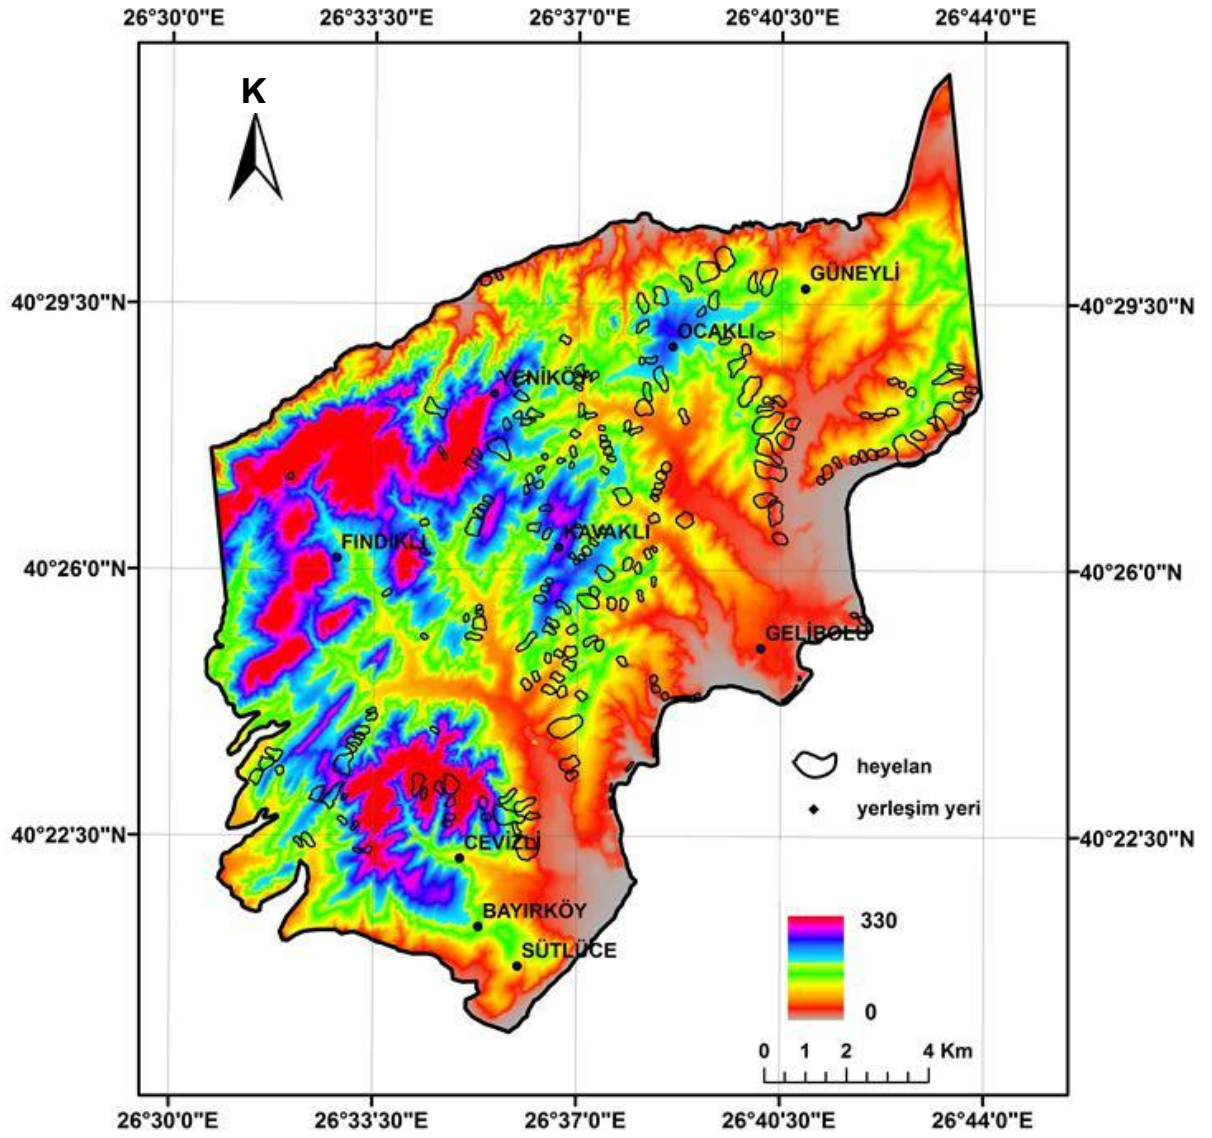 26°30'0"E 26°33'30"E 26°37'0"E 26°40'30"E 26°44'0"E
K
GÜNEYLİ
40°29'30"N 40°29'30"N
OCAKLI
YENİKÖY
KAVAKLI
FINDIKLI
40°26'0"N 40°26'0"N
GELİBOLU
heyelan
yerleşim yeri
40°22'30"N 40°22'30"N
CEVİZLİ
BAYIRKÖY
330
SÜTLÜCE
0
0 1 2 4 Km
26°30'0"E 26°33'30"E 26°37'0"E 26°40'30"E 26°44'0"E